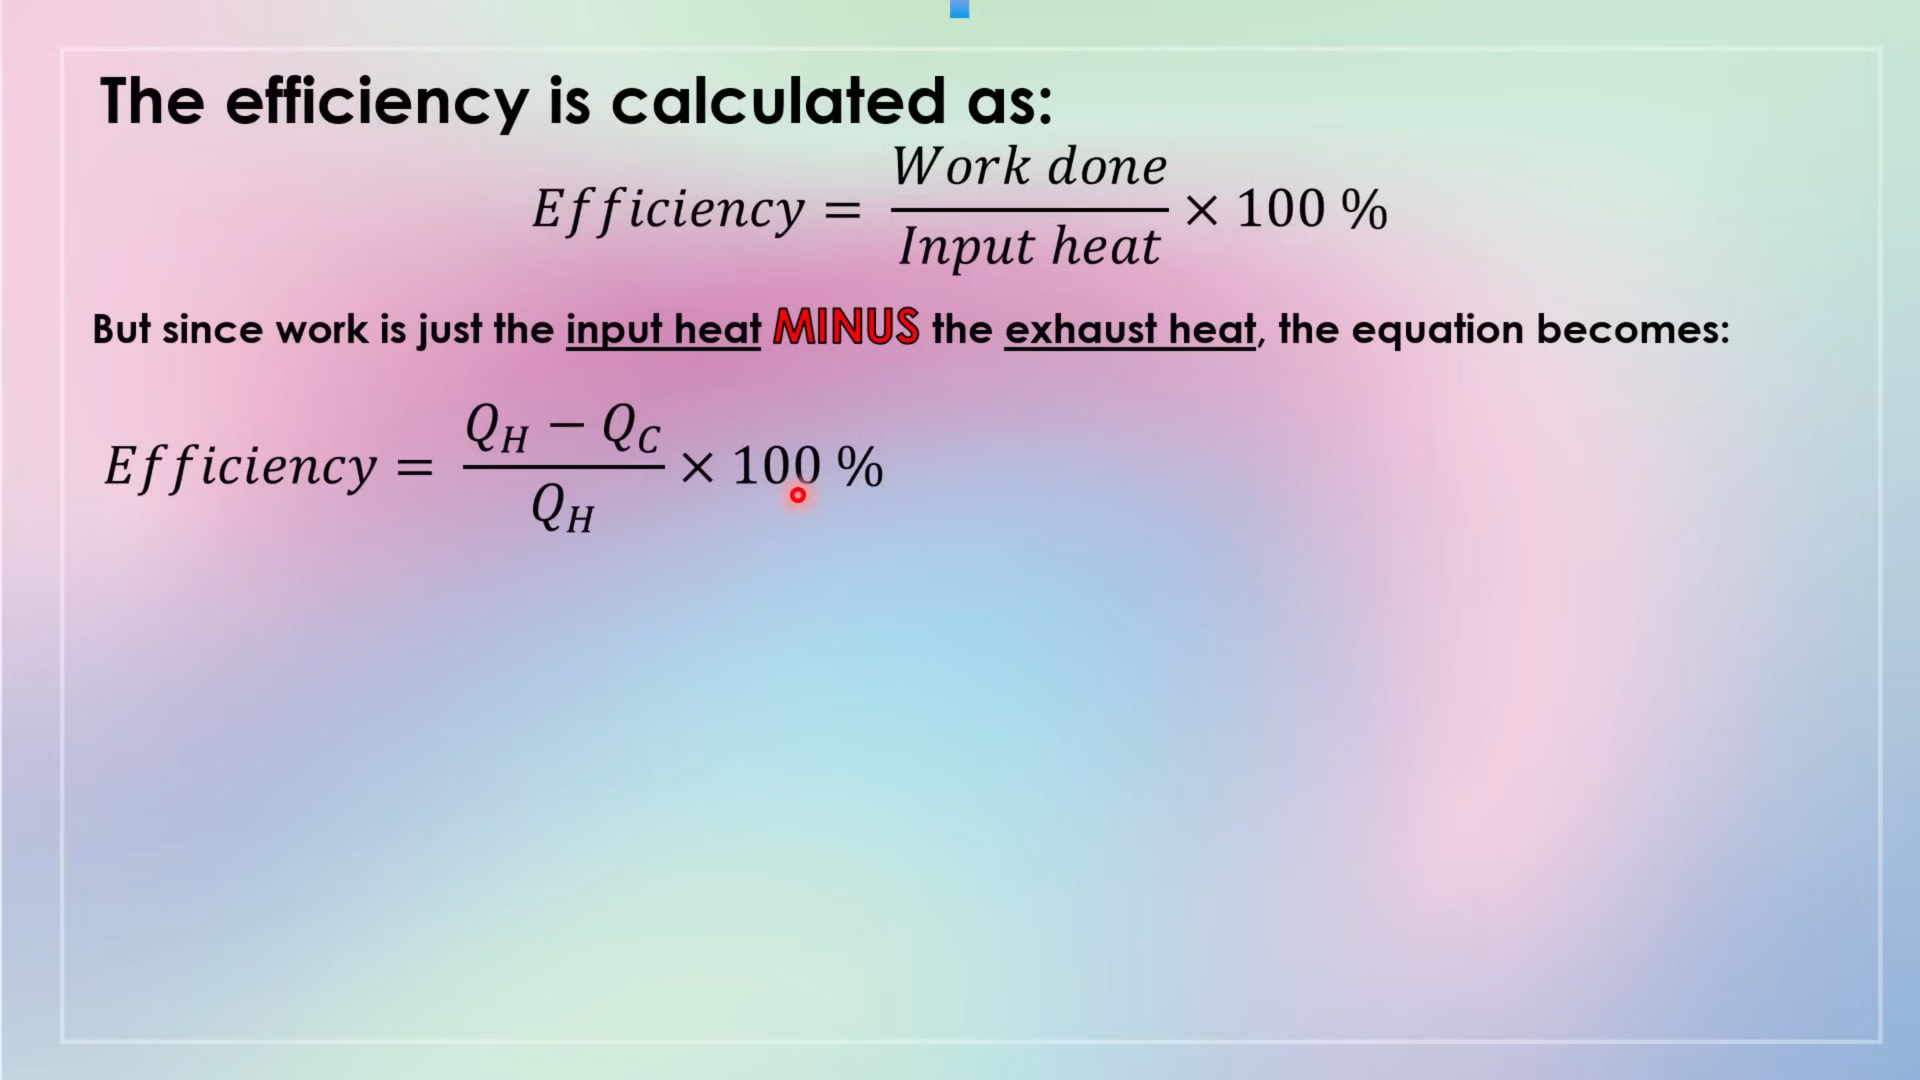 The efficiency is calculated as:
Efficiency = Work done / Input heat × 100 %
But since work is just the input heat MINUS the exhaust heat, the equation becomes:
Efficiency = Q_H − Q_C / Q_H × 100 %